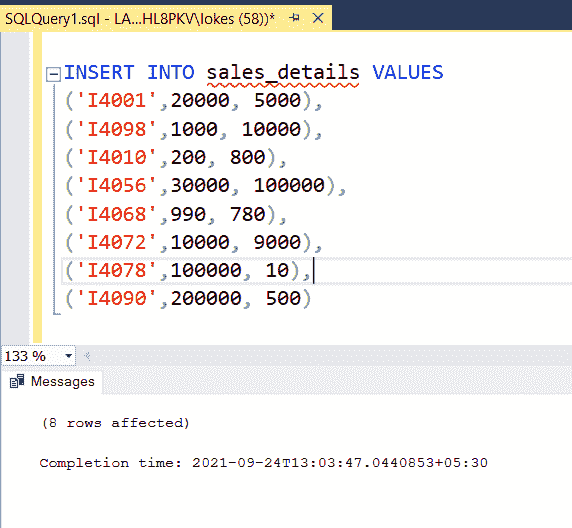 SQLQuery1.sql - LA...HL8PKV\lokes (58))*
INSERT INTO sales_details VALUES
('I4001',20000, 5000),
('I4098',1000, 10000),
('I4010',200, 800),
('I4056',30000, 100000),
('I4068',990, 780),
('I4072',10000, 9000),
('I4078',100000, 10),
('I4090',200000, 500)
133 %
Messages
(8 rows affected)
Completion time: 2021-09-24T13:03:47.0440853+05:30